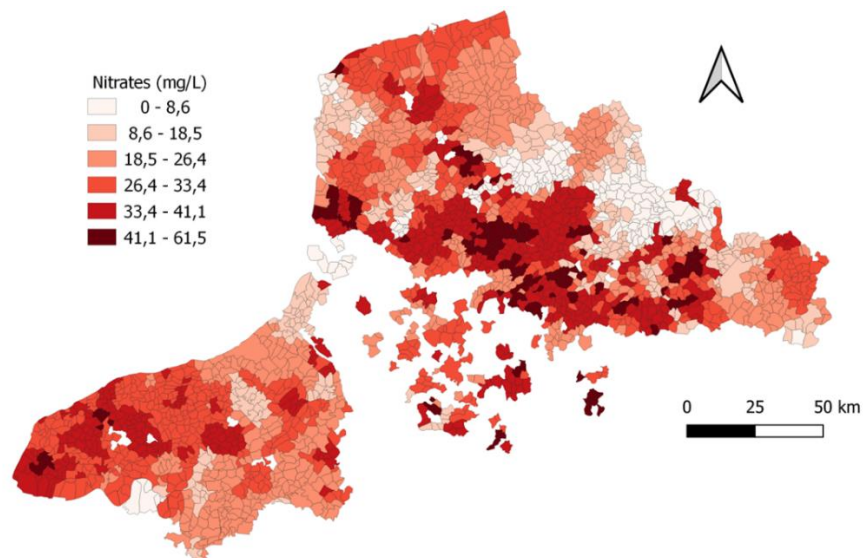 Nitrates (mg/L)
0 - 8,6
8,6 - 18,5
18,5 - 26,4
26,4 - 33,4
33,4 - 41,1
41,1 - 61,5
0 25 50 km